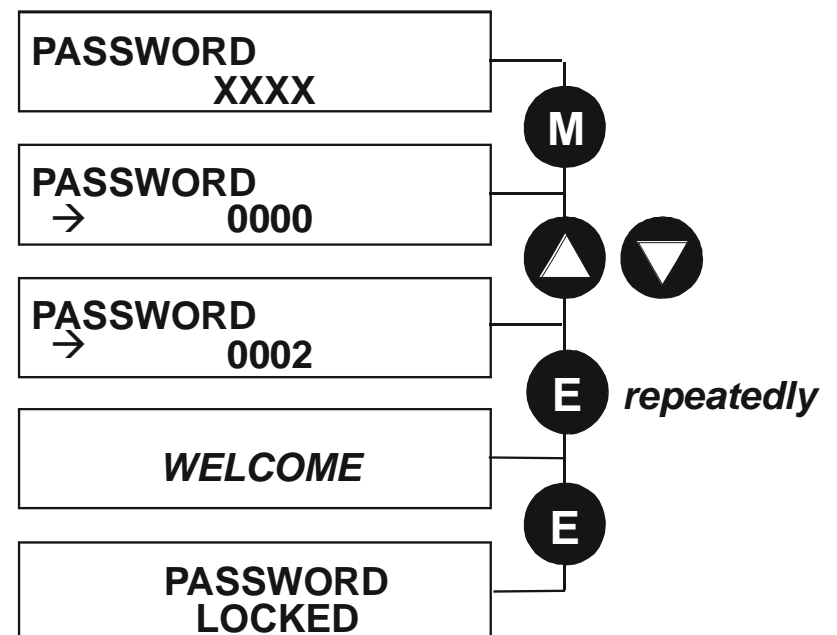 PASSWORD
XXXX
M
PASSWORD
→ 0000
PASSWORD
→ 0002
E repeatedly
WELCOME
E
PASSWORD
LOCKED